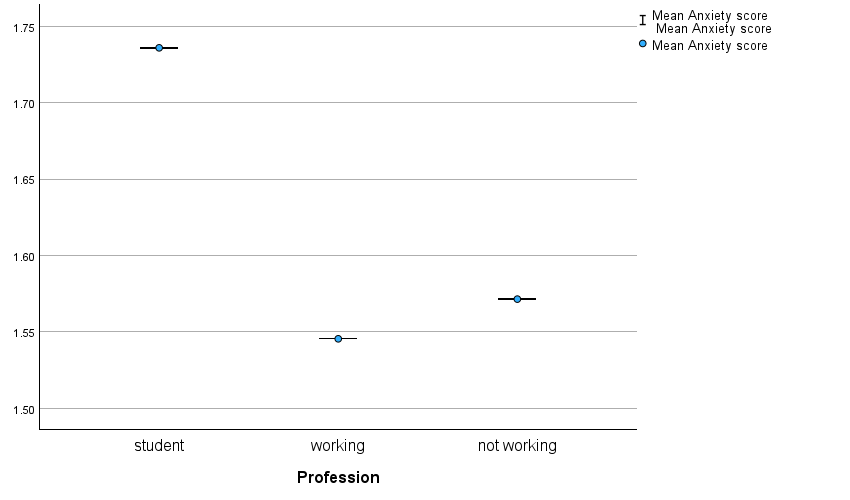 Mean Anxiety score
Mean Anxiety score
Mean Anxiety score
1.75
1.70
1.65
1.60
1.55
1.50
student working not working
Profession